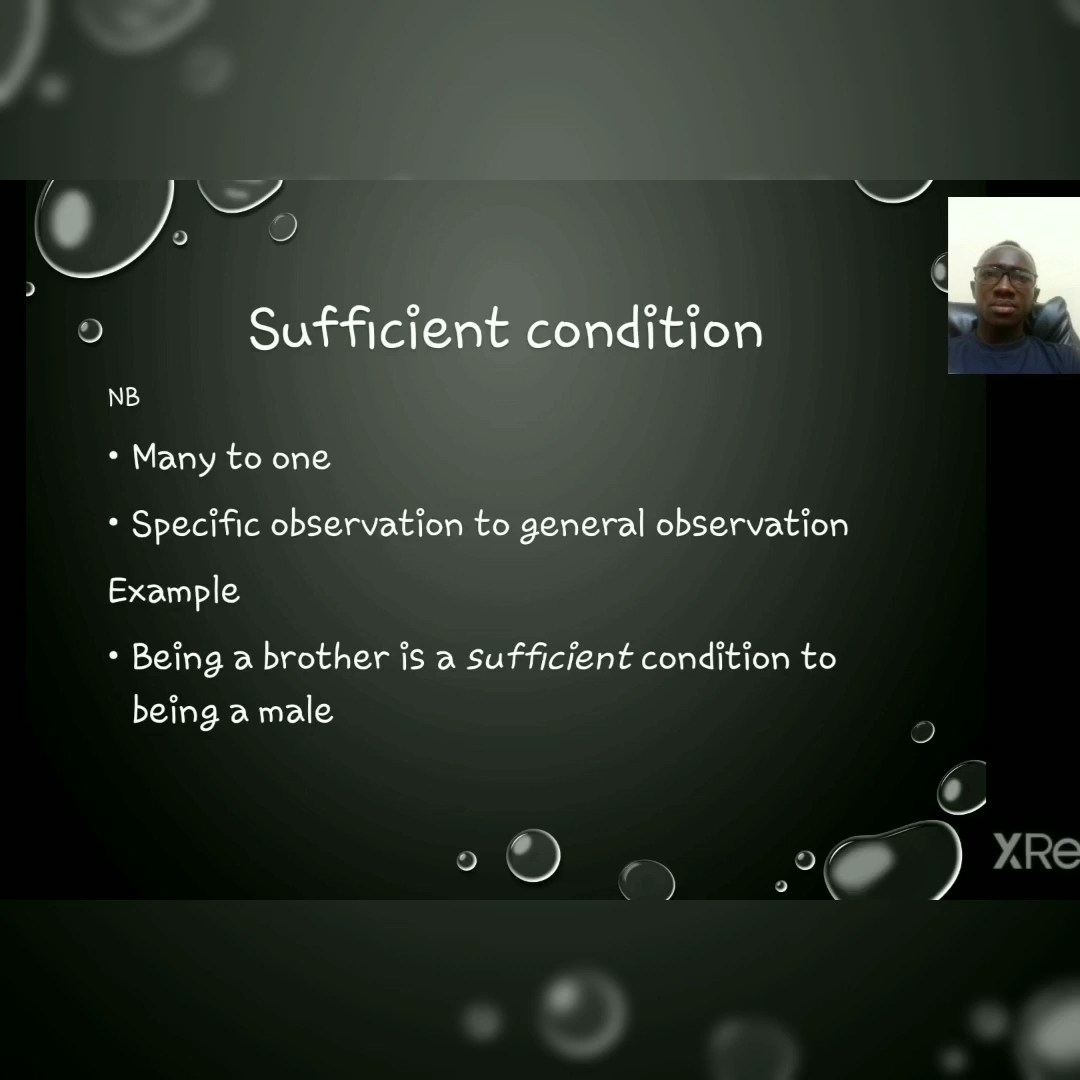 Sufficient condition
NB
• Many to one
• Specific observation to general observation
Example
• Being a brother is a sufficient condition to
being a male
XRe